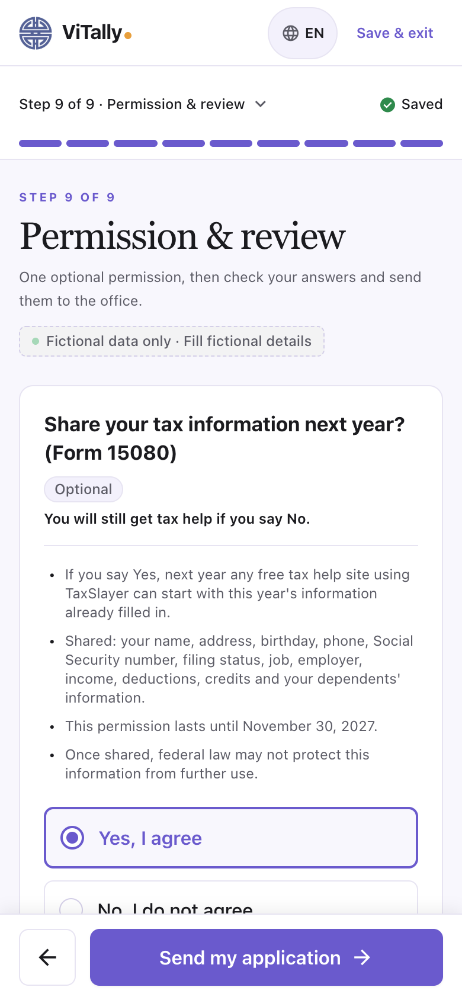 ViTally
EN
Save & exit
Step 9 of 9 · Permission & review
Saved
STEP 9 OF 9
Permission & review
One optional permission, then check your answers and send
them to the office.
Fictional data only · Fill fictional details
Share your tax information next year?
(Form 15080)
Optional
You will still get tax help if you say No.
• If you say Yes, next year any free tax help site using
TaxSlayer can start with this year's information
already filled in.
• Shared: your name, address, birthday, phone, Social
Security number, filing status, job, employer,
income, deductions, credits and your dependents'
information.
• This permission lasts until November 30, 2027.
• Once shared, federal law may not protect this
information from further use.
Yes, I agree
No, I do not agree
Send my application